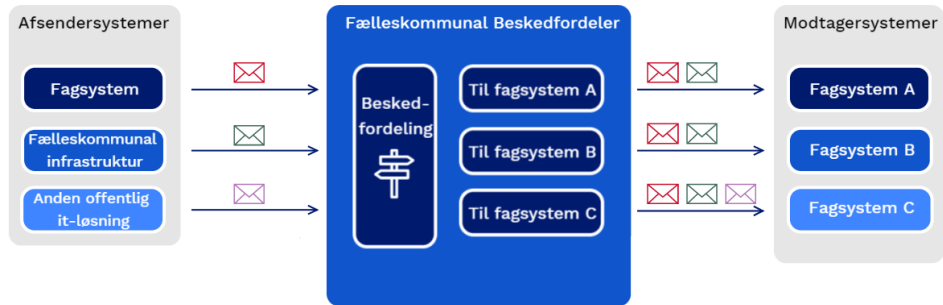 Afsendersystemer
Fagsystem
Fælleskommunal
infrastruktur
Anden offentlig
it-løsning
Fælleskommunal Beskedfordeler
Besked-
fordeling
Til fagsystem A
Til fagsystem B
Til fagsystem C
Modtagersystemer
Fagsystem A
Fagsystem B
Fagsystem C